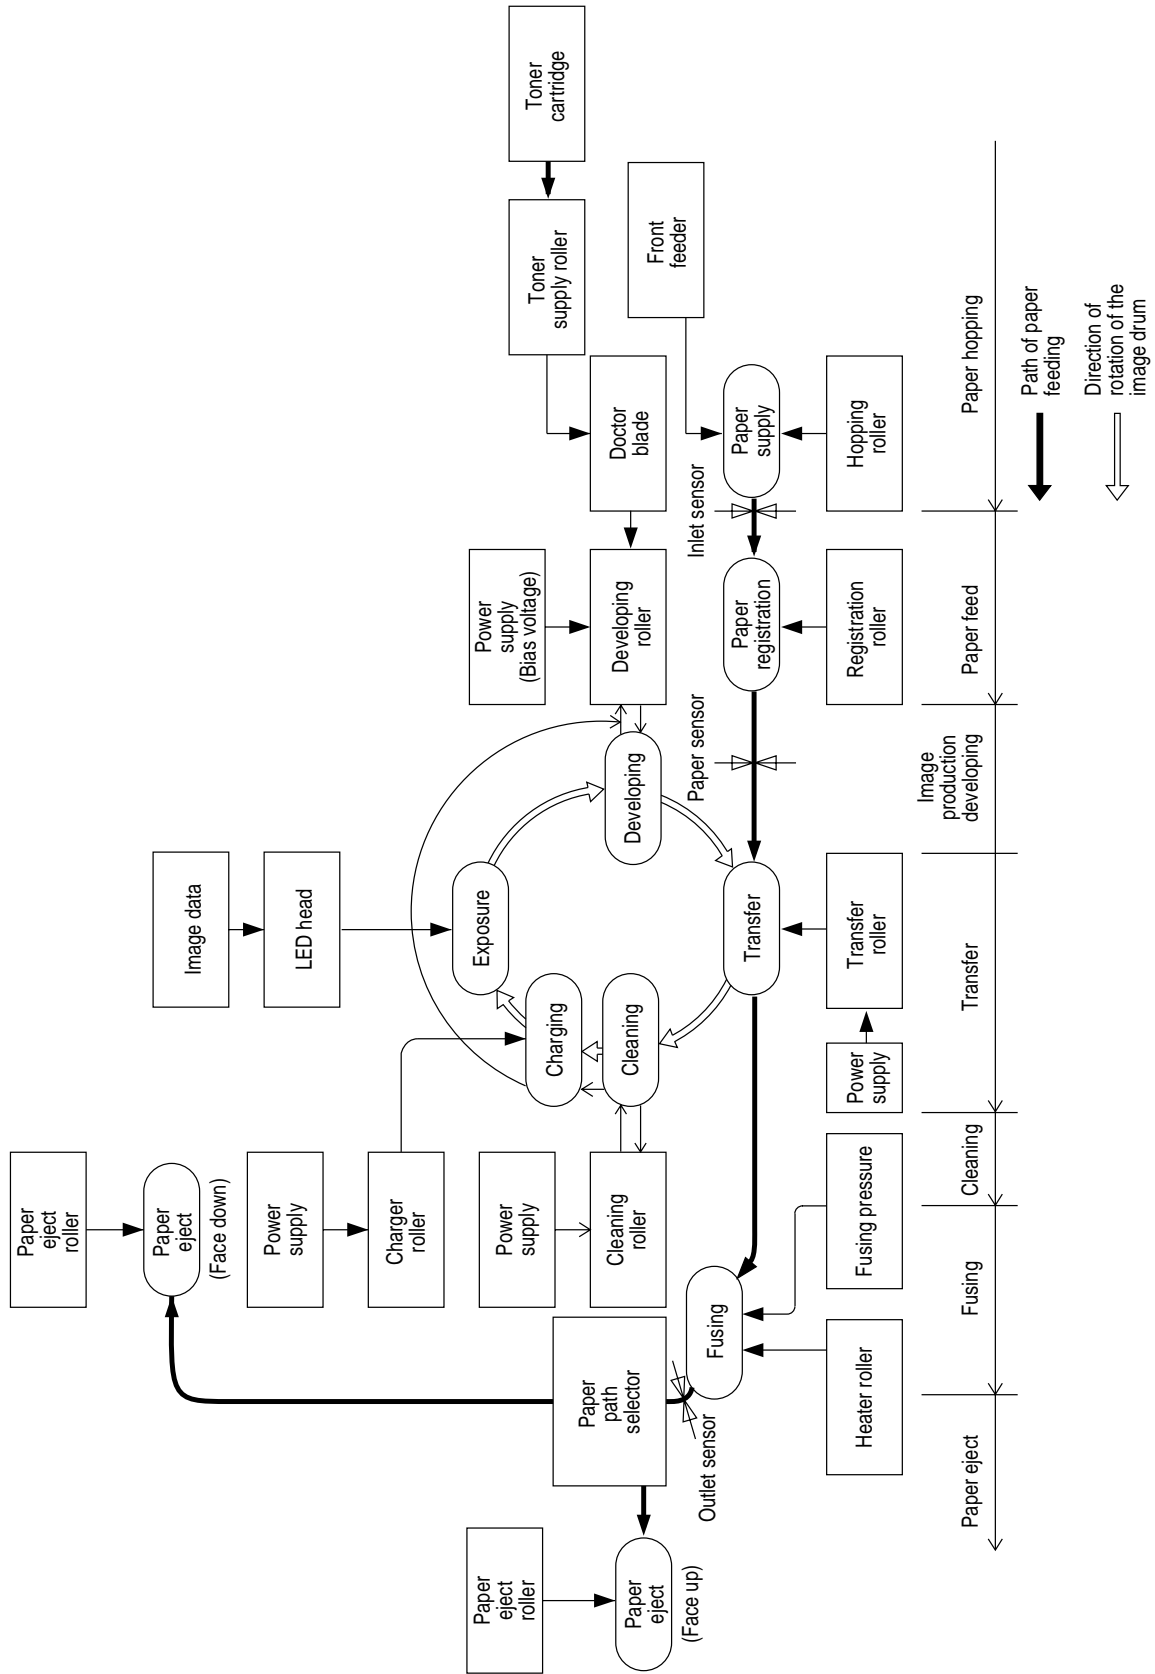 Paper
eject
roller
Paper
eject
(Face down)
Power
supply
Charger
roller
Power
supply
Cleaning
roller
Image data
LED head
Exposure
Charging
Cleaning
Developing
Transfer
Power
supply
(Bias voltage)
Developing
roller
Toner
cartridge
Toner
supply roller
Doctor
blade
Front
feeder
Paper
supply
Hopping
roller
Inlet sensor
Paper
registration
Registration
roller
Paper sensor
Transfer
roller
Power
supply
Fusing pressure
Heater roller
Fusing
Outlet sensor
Paper
path
selector
Paper
eject
roller
Paper
eject
(Face up)
Paper eject
Fusing
Cleaning
Transfer
Image
production
developing
Paper feed
Paper hopping
Path of paper
feeding
Direction of
rotation of the
image drum